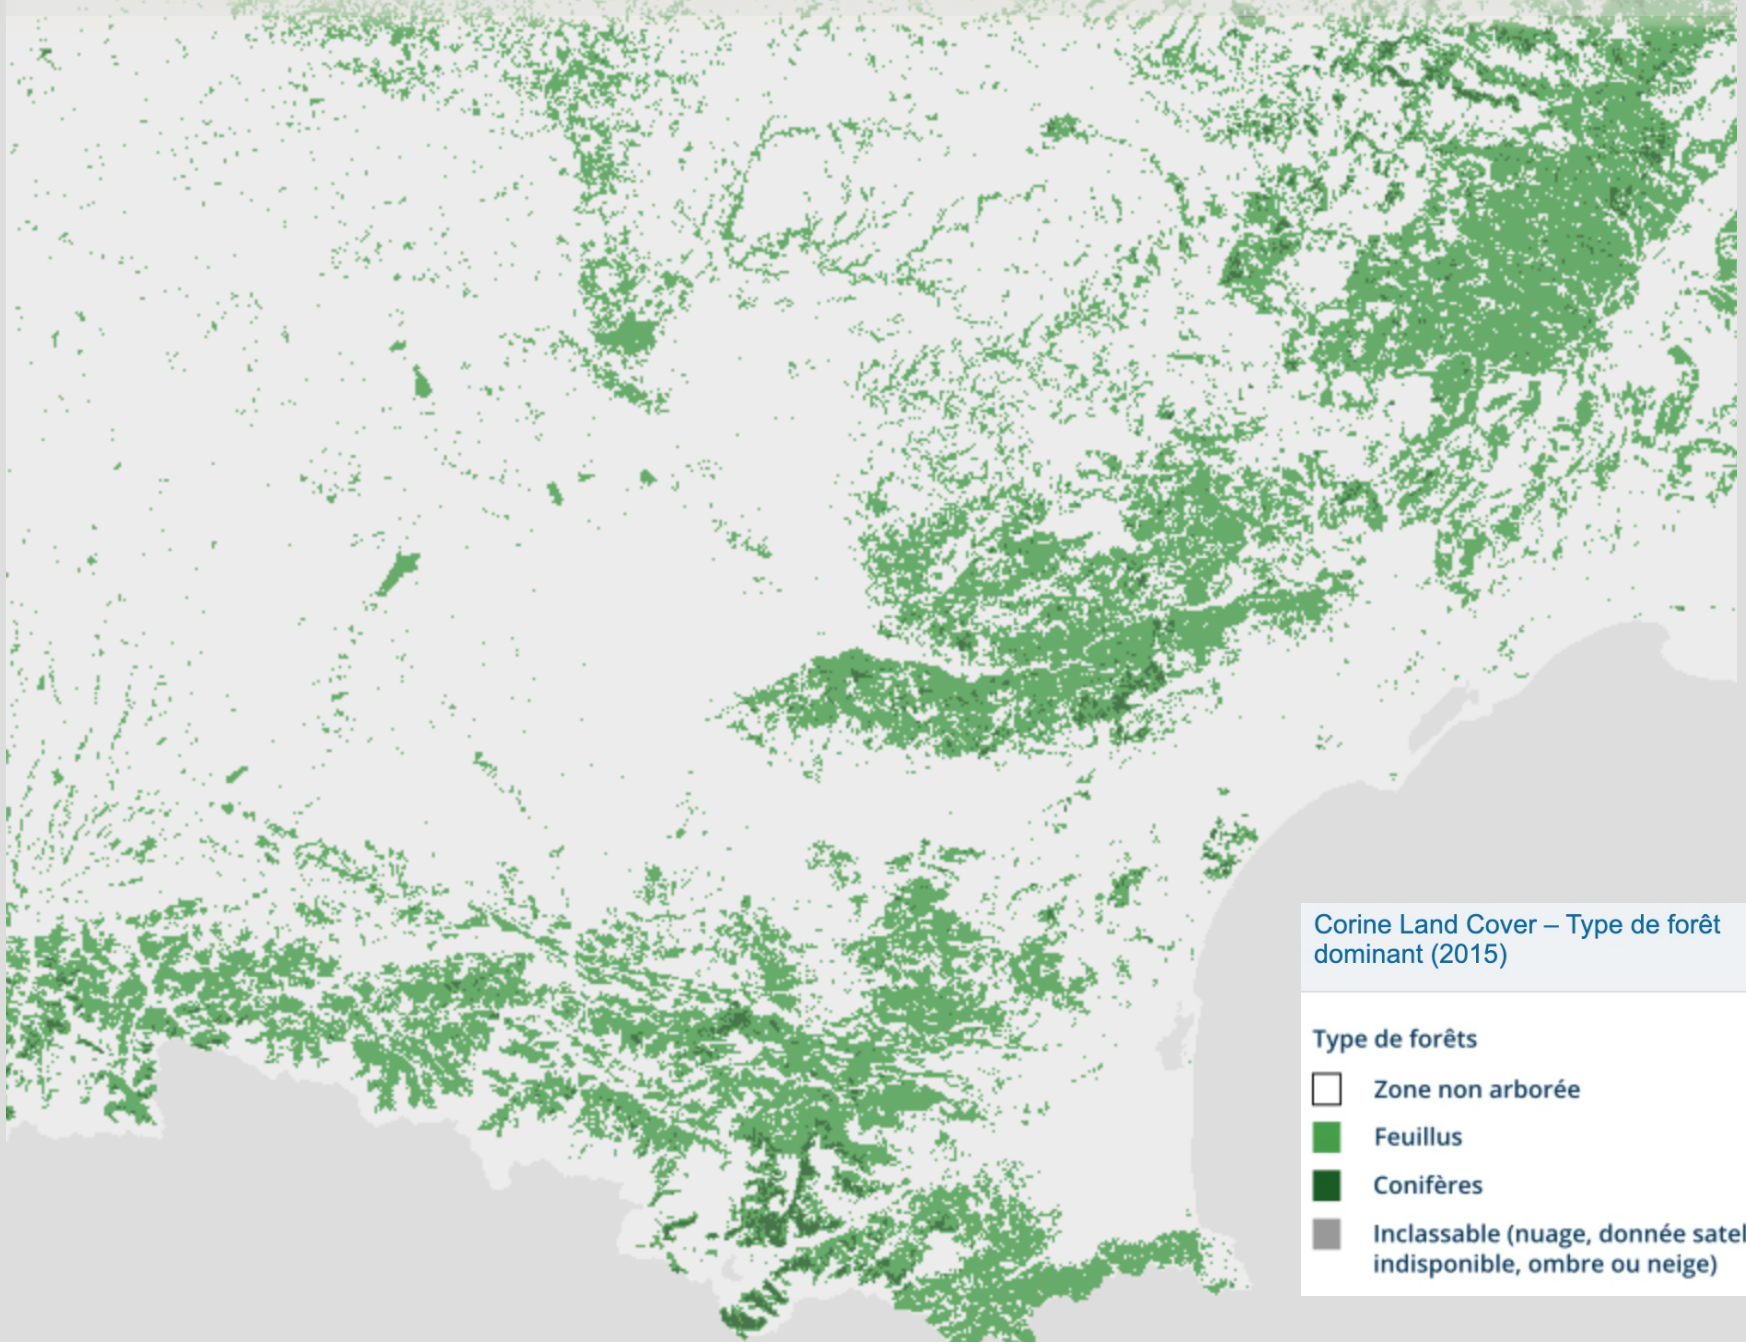 Corine Land Cover – Type de forêt
dominant (2015)
Type de forêts
Zone non arborée
Feuillus
Conifères
Inclassable (nuage, donnée satel
indisponible, ombre ou neige)